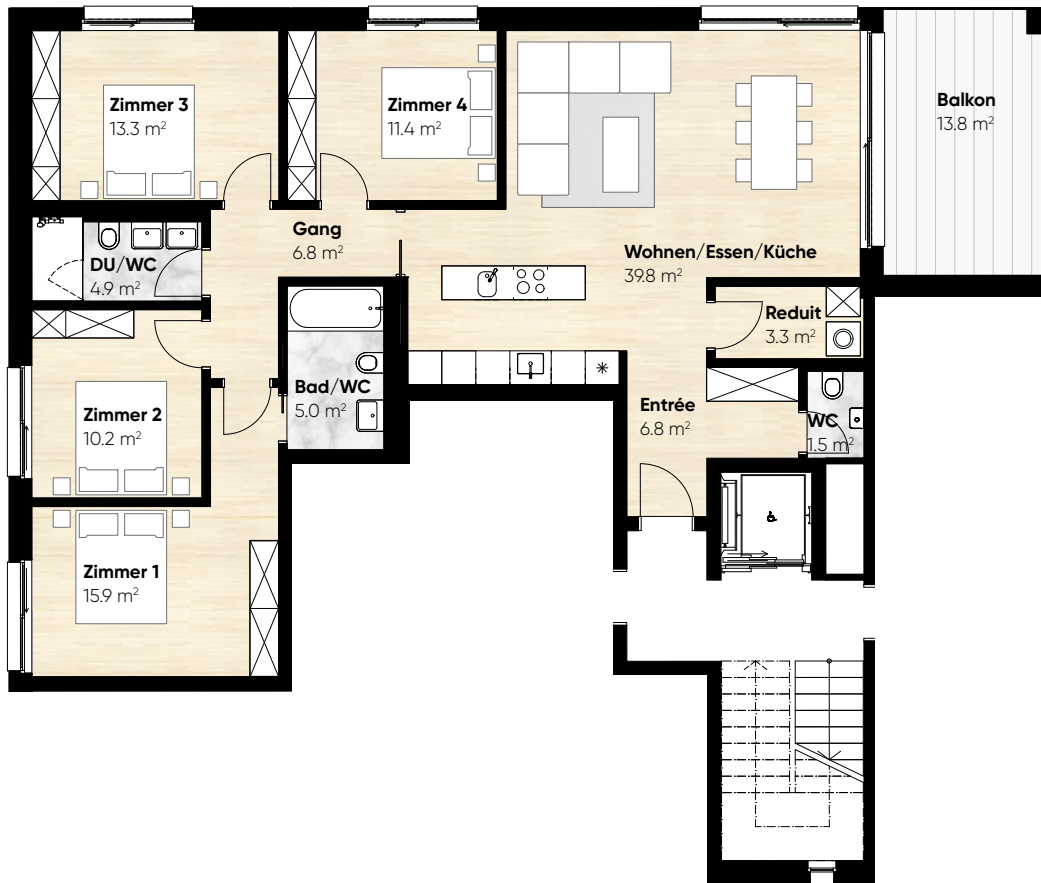 Zimmer 3
13.3 m²
Zimmer 4
11.4 m²
Balkon
13.8 m²
Gang
6.8 m²
Wohnen/Essen/Küche
39.8 m²
DU/WC
4.9 m²
Reduit
3.3 m²
Bad/WC
5.0 m²
Zimmer 2
10.2 m²
Entrée
6.8 m²
WC
1.5 m²
Zimmer 1
15.9 m²